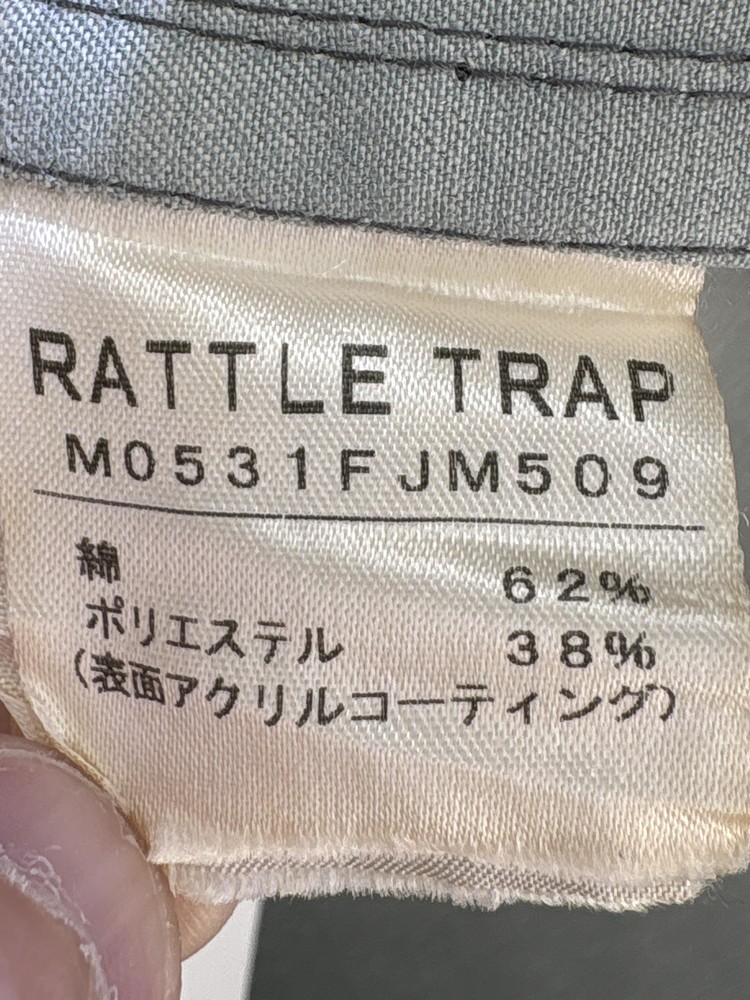 RATTLE TRAP
M0531FJM509
綿 62%
ポリエステル 38%
(表面アクリルコーティング)